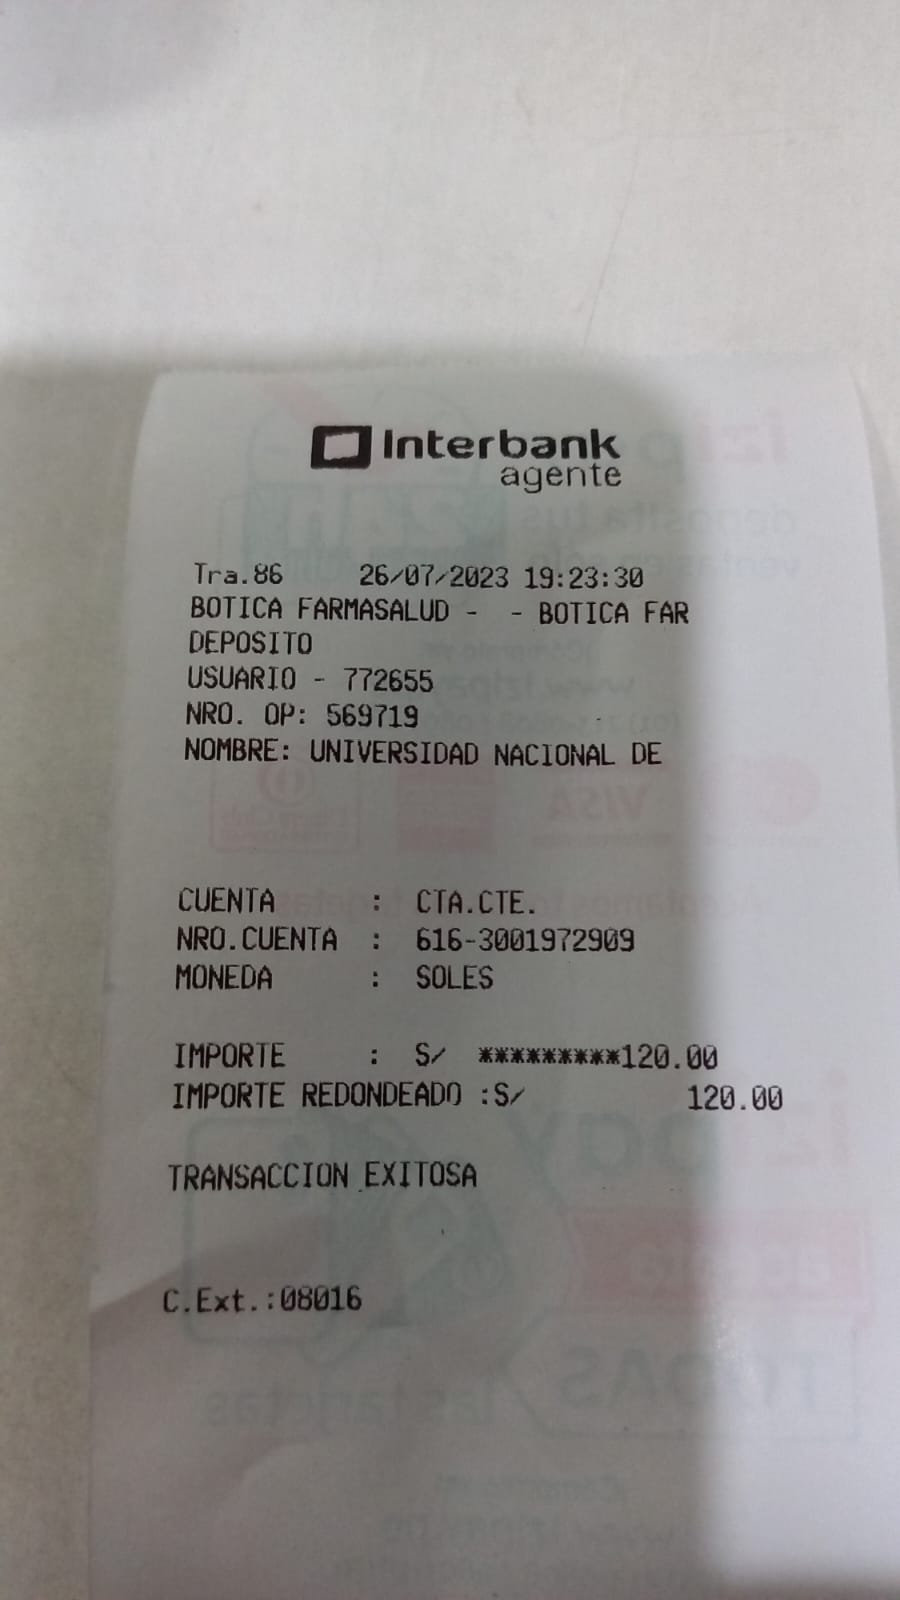 Interbank
agente
Tra.86 26/07/2023 19:23:30
BOTICA FARMASALUD - - BOTICA FAR
DEPOSITO
USUARIO - 772655
NRO. OP: 569719
NOMBRE: UNIVERSIDAD NACIONAL DE
CUENTA : CTA.CTE.
NRO.CUENTA : 616-3001972909
MONEDA : SOLES
IMPORTE : S/ *********120.00
IMPORTE REDONDEADO :S/ 120.00
TRANSACCION EXITOSA
C.Ext.:08016